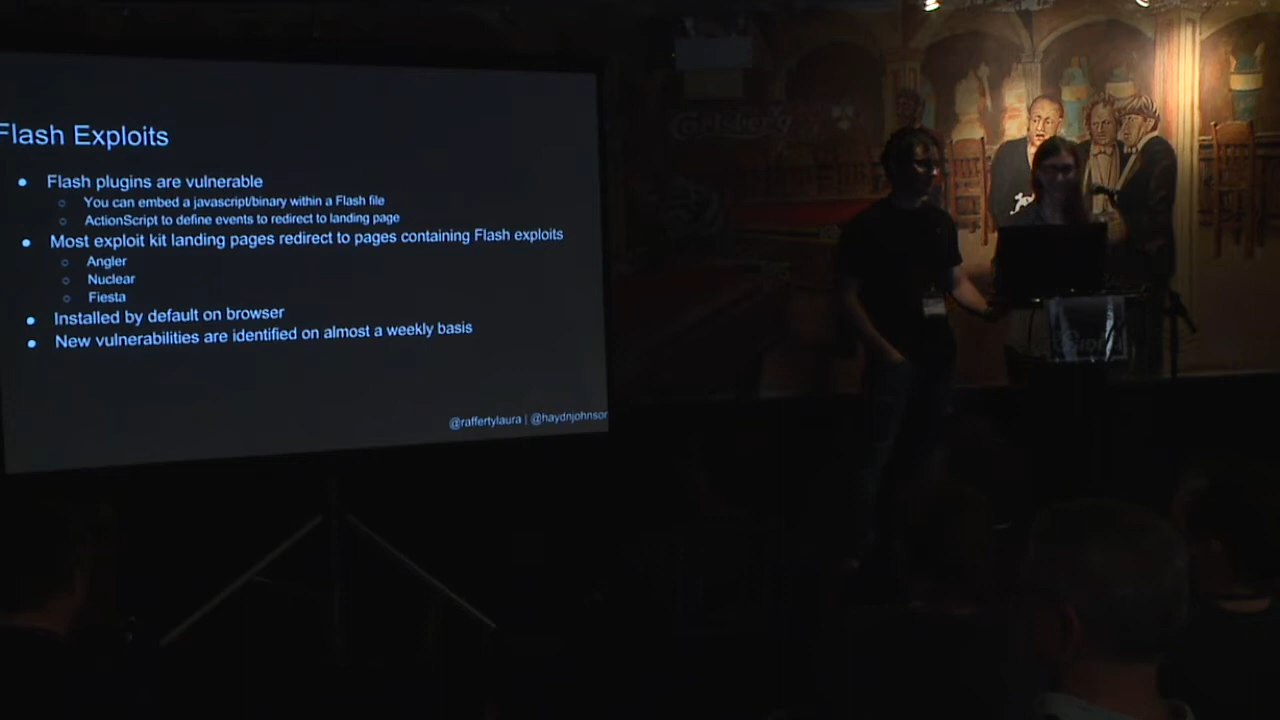 Flash Exploits
● Flash plugins are vulnerable
○ You can embed a javascript/binary within a Flash file
○ ActionScript to define events to redirect to landing page
● Most exploit kit landing pages redirect to pages containing Flash exploits
○ Angler
○ Nuclear
○ Fiesta
● Installed by default on browser
● New vulnerabilities are identified on almost a weekly basis
@raffertylaura | @haydnjohnson
Carlsberg